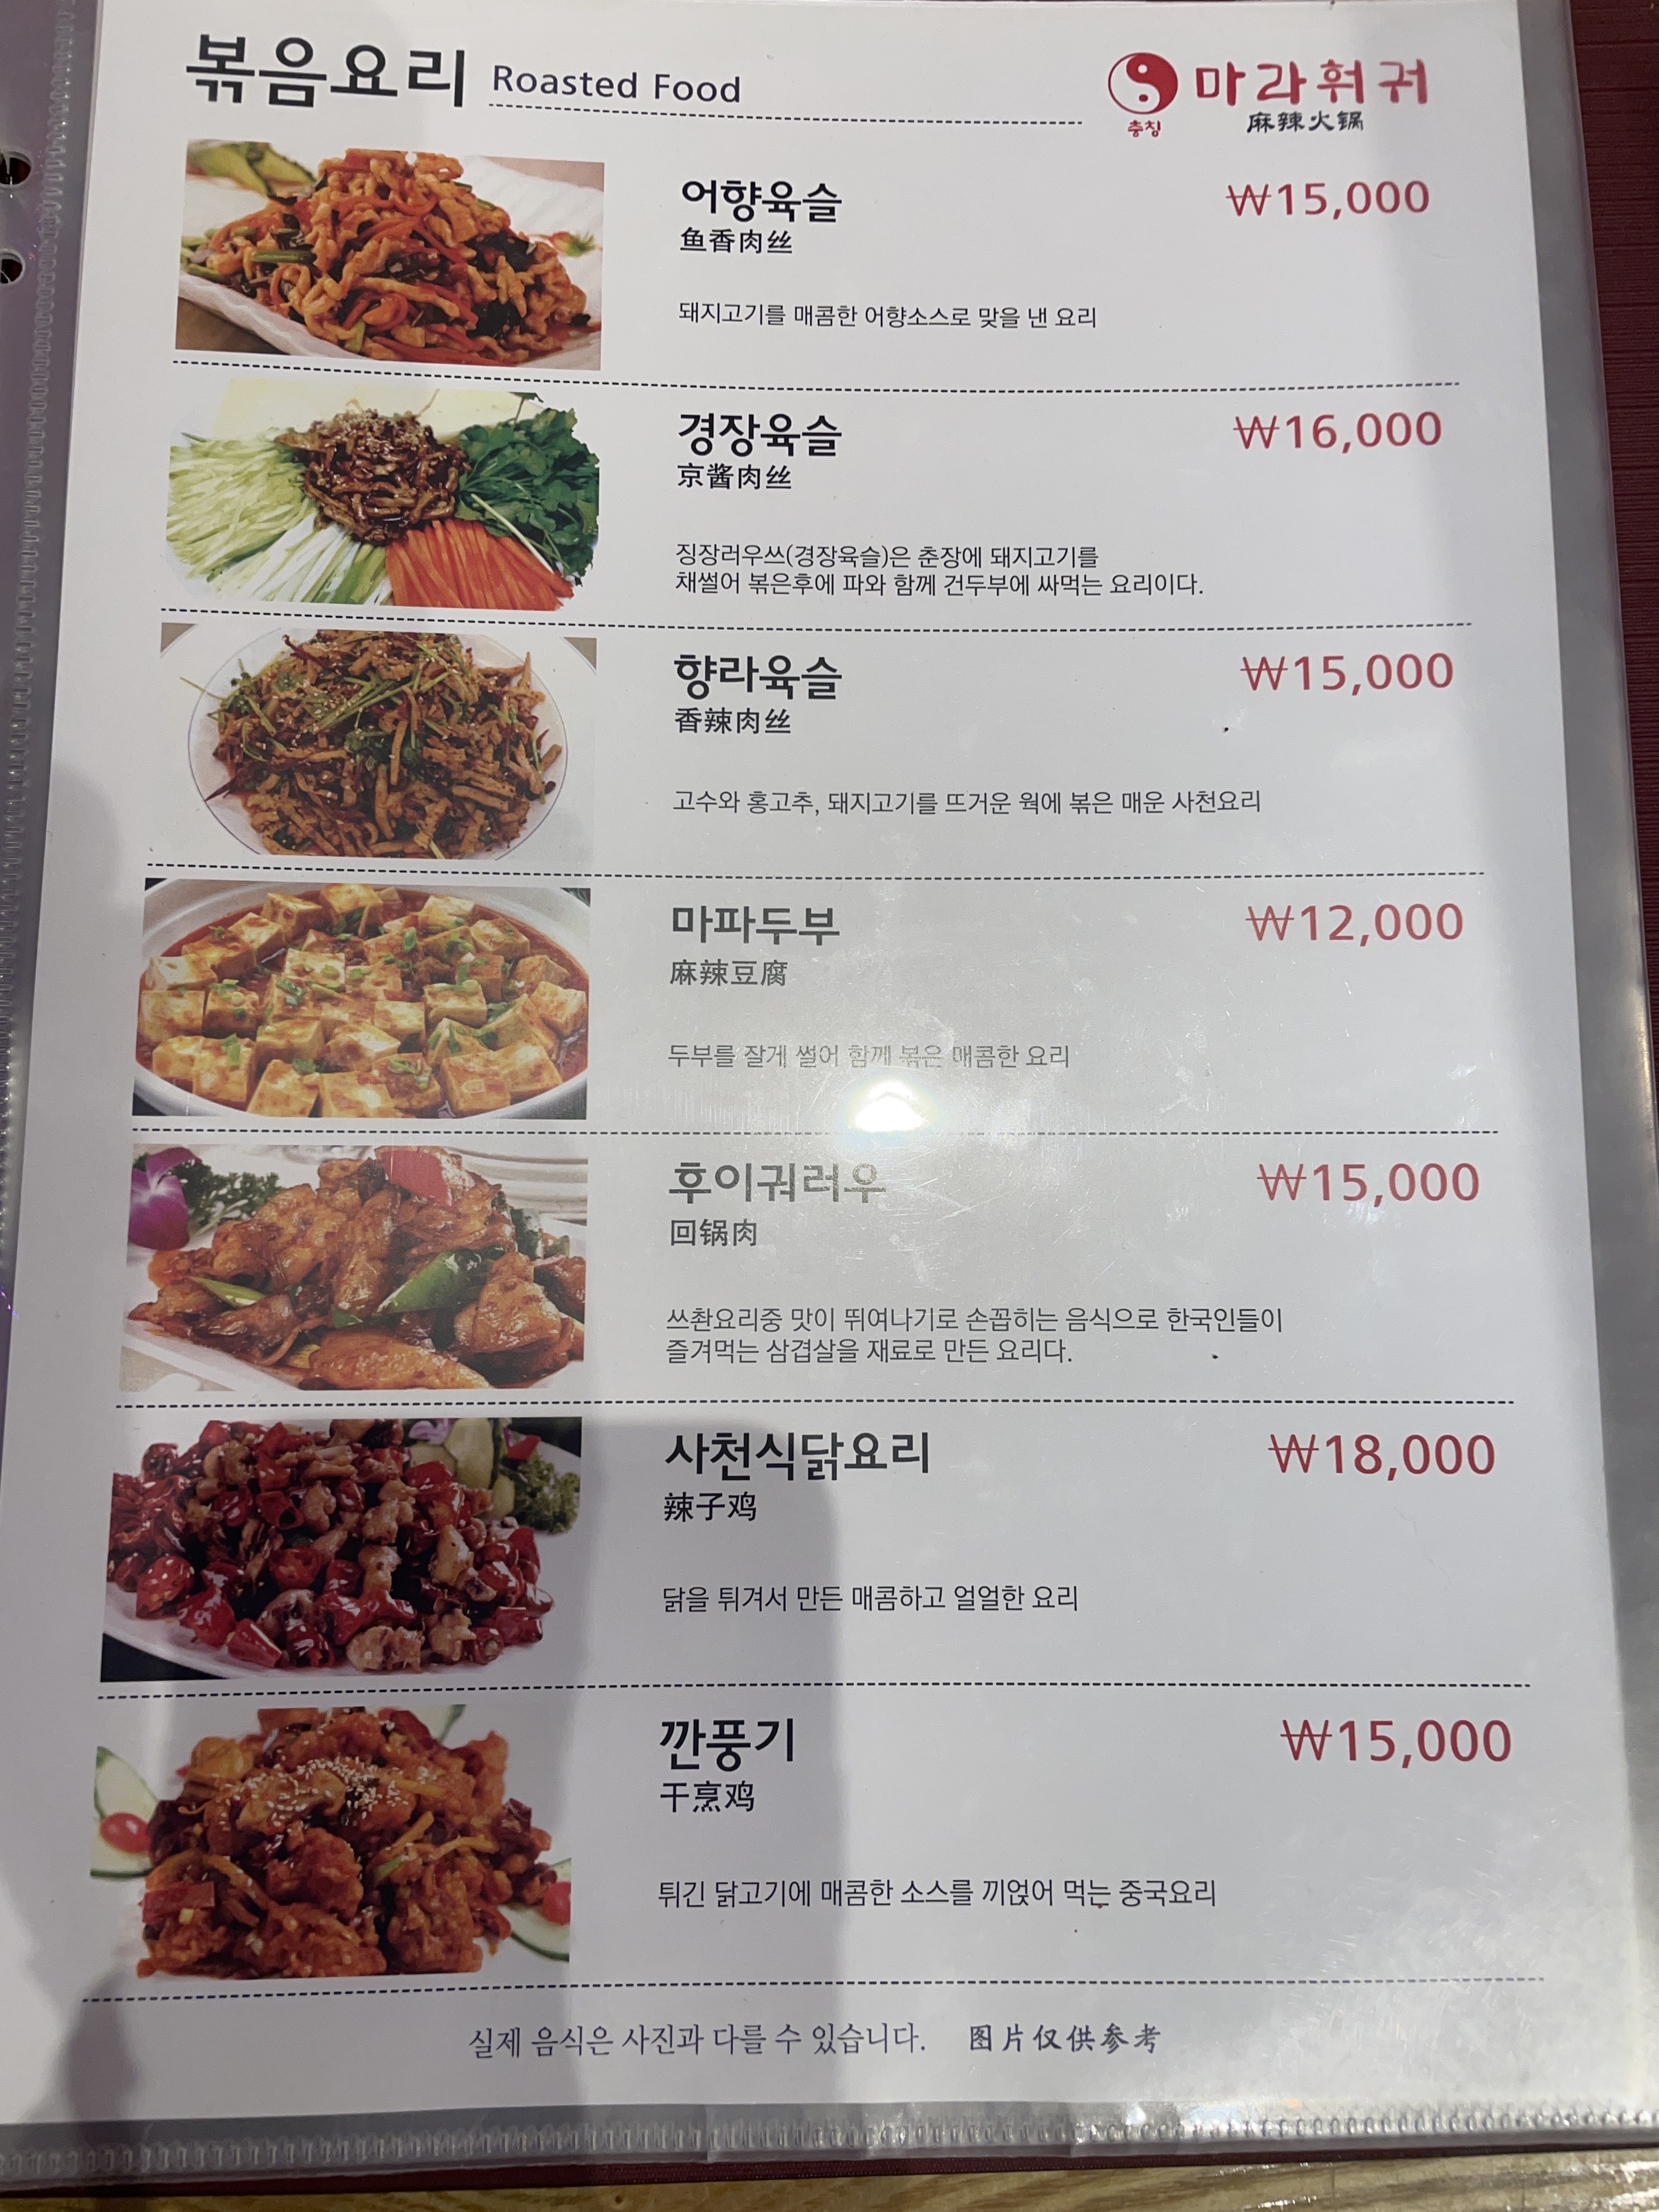 볶음요리 Roasted Food
충칭 마라훠궈
麻辣火锅
어향육슬 ₩15,000
鱼香肉丝
돼지고기를 매콤한 어향소스로 맞을 낸 요리
경장육슬 ₩16,000
京酱肉丝
징장러우쓰(경장육슬)은 춘장에 돼지고기를
채썰어 볶은후에 파와 함께 건두부에 싸먹는 요리이다.
향라육슬 ₩15,000
香辣肉丝
고수와 홍고추, 돼지고기를 뜨거운 웍에 볶은 매운 사천요리
마파두부 ₩12,000
麻辣豆腐
두부를 잘게 썰어 함께 볶은 매콤한 요리
후이궈러우 ₩15,000
回锅肉
쓰촨요리중 맛이 뛰여나기로 손꼽히는 음식으로 한국인들이
즐겨먹는 삼겹살을 재료로 만든 요리다.
사천식닭요리 ₩18,000
辣子鸡
닭을 튀겨서 만든 매콤하고 얼얼한 요리
깐풍기 ₩15,000
干烹鸡
튀긴 닭고기에 매콤한 소스를 끼얹어 먹는 중국요리
실제 음식은 사진과 다를 수 있습니다. 图片仅供参考